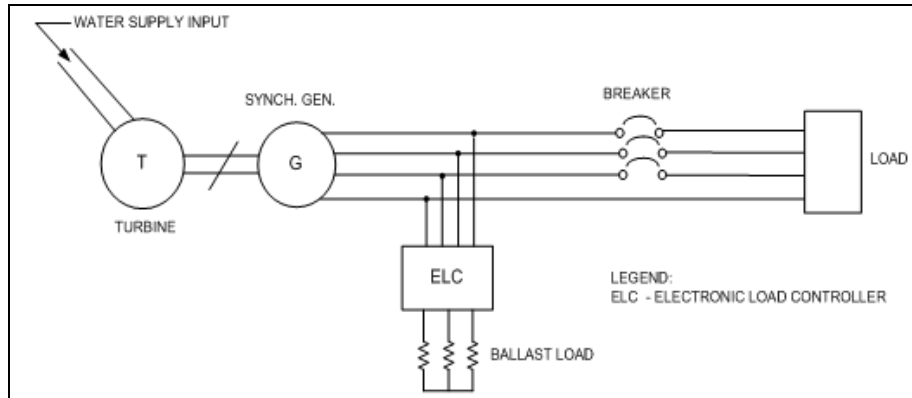 WATER SUPPLY INPUT
SYNCH. GEN.
BREAKER
T
G
LOAD
TURBINE
ELC
LEGEND:
ELC - ELECTRONIC LOAD CONTROLLER
BALLAST LOAD